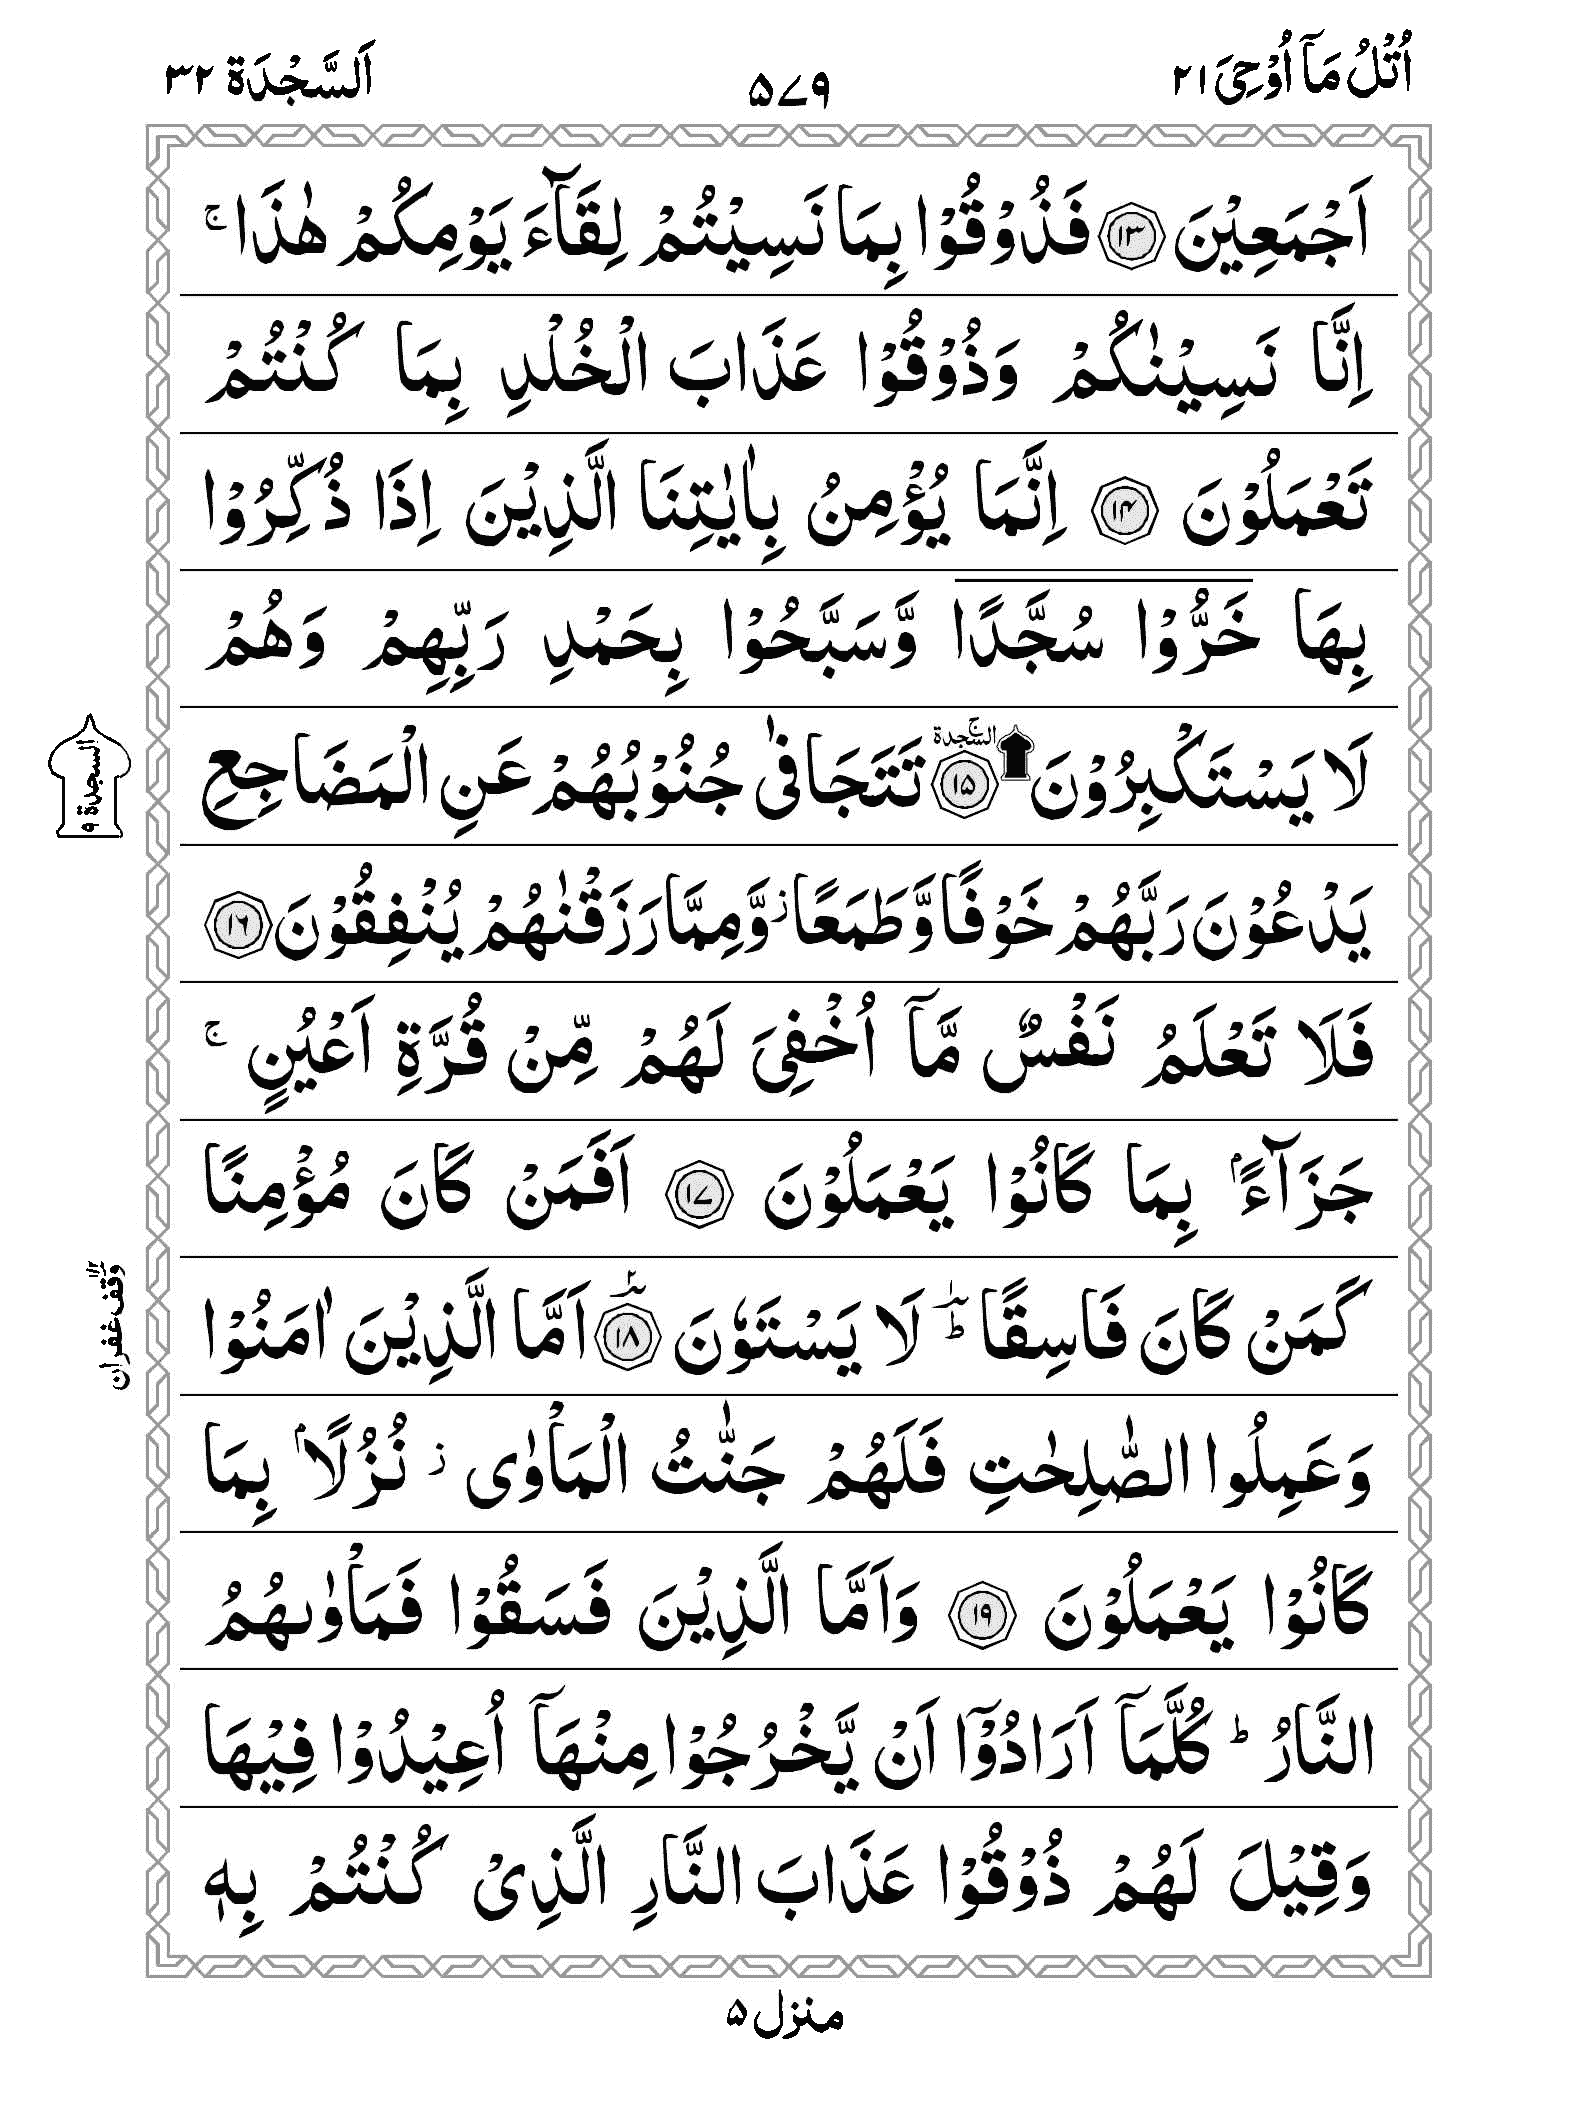 اُتْلُ مَآ اُوْحِیَ ۲۱
۵۷۹
اَلسَّجْدَة ۳۲
اَجْمَعِیْنَ ۱۳ فَذُوْقُوْا بِمَا نَسِیْتُمْ لِقَآءَ یَوْمِكُمْ هٰذَا ۚ
اِنَّا نَسِیْنٰكُمْ وَذُوْقُوْا عَذَابَ الْخُلْدِ بِمَا كُنْتُمْ
تَعْمَلُوْنَ ۱۴ اِنَّمَا یُؤْمِنُ بِاٰیٰتِنَا الَّذِیْنَ اِذَا ذُكِّرُوْا
بِهَا خَرُّوْا سُجَّدًا وَّسَبَّحُوْا بِحَمْدِ رَبِّهِمْ وَهُمْ
لَا یَسْتَكْبِرُوْنَ ۱۵ السجدة ۚ تَتَجَافٰی جُنُوْبُهُمْ عَنِ الْمَضَاجِعِ
السجدة ۹
یَدْعُوْنَ رَبَّهُمْ خَوْفًا وَّطَمَعًا ز وَّمِمَّا رَزَقْنٰهُمْ یُنْفِقُوْنَ ۱۶
فَلَا تَعْلَمُ نَفْسٌ مَّآ اُخْفِیَ لَهُمْ مِّنْ قُرَّةِ اَعْیُنٍ ۚ
جَزَآءًۢ بِمَا كَانُوْا یَعْمَلُوْنَ ۱۷ اَفَمَنْ كَانَ مُؤْمِنًا
كَمَنْ كَانَ فَاسِقًا ؕ لَا یَسْتَوٗنَ ۱۸ اَمَّا الَّذِیْنَ اٰمَنُوْا
وقف غفران
وَعَمِلُوا الصّٰلِحٰتِ فَلَهُمْ جَنّٰتُ الْمَاْوٰی ز نُزُلًاۢ بِمَا
كَانُوْا یَعْمَلُوْنَ ۱۹ وَاَمَّا الَّذِیْنَ فَسَقُوْا فَمَاْوٰىهُمُ
النَّارُ ؕ كُلَّمَآ اَرَادُوْۤا اَنْ یَّخْرُجُوْا مِنْهَآ اُعِیْدُوْا فِیْهَا
وَقِیْلَ لَهُمْ ذُوْقُوْا عَذَابَ النَّارِ الَّذِیْ كُنْتُمْ بِهٖ
منزل ۵